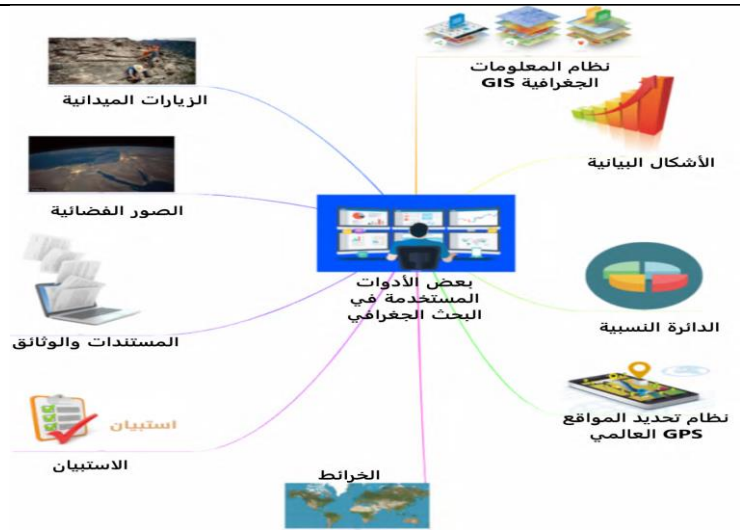 نظام المعلومات
الجغرافية GIS
الزيارات الميدانية
الأشكال البيانية
الصور الفضائية
بعض الأدوات
المستخدمة في
البحث الجغرافي
الدائرة النسبية
المستندات والوثائق
نظام تحديد المواقع
العالمي GPS
استبيان
الاستبيان
الخرائط